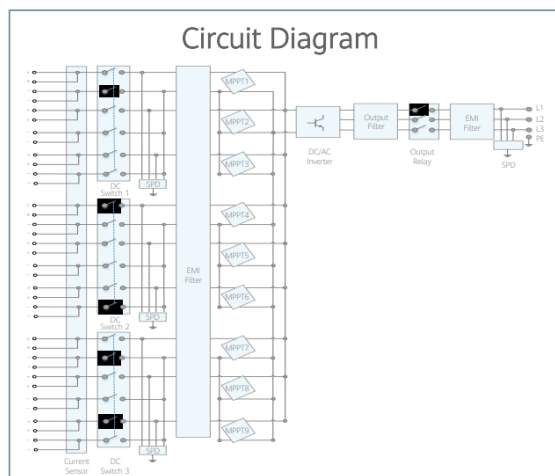 Circuit Diagram
MPPT1
MPPT2
MPPT3
DC
Switch 1
SPD
MPPT4
MPPT5
EMI
Filter
MPPT6
DC
Switch 2
SPD
MPPT7
MPPT8
MPPT9
Current
Sensor
DC
Switch 3
SPD
DC/AC
Inverter
Output
Filter
Output
Relay
EMI
Filter
L1
L2
L3
PE
SPD